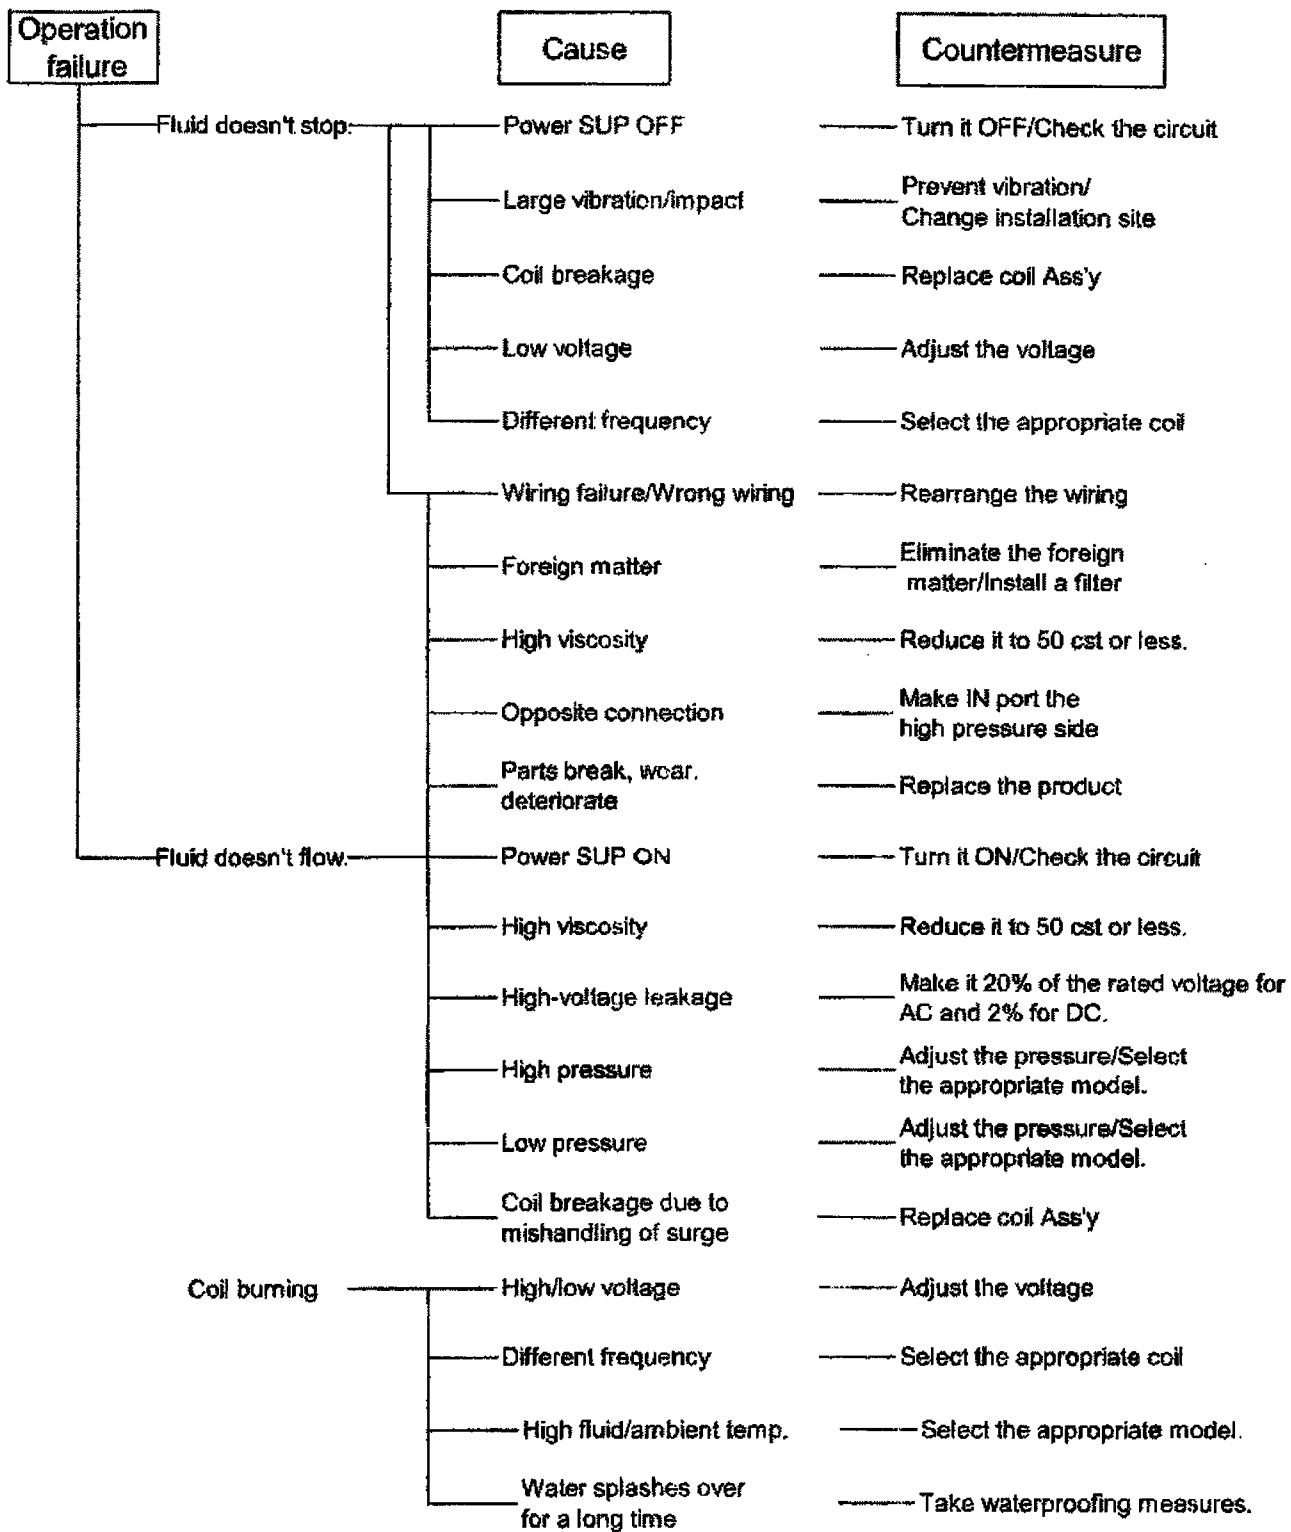 Operation
failure
Cause
Countermeasure
Fluid doesn't stop.
Power SUP OFF
Turn it OFF/Check the circuit
Large vibration/impact
Prevent vibration/
Change installation site
Coil breakage
Replace coil Ass'y
Low voltage
Adjust the voltage
Different frequency
Select the appropriate coil
Wiring failure/Wrong wiring
Rearrange the wiring
Foreign matter
Eliminate the foreign
matter/Install a filter
High viscosity
Reduce it to 50 cst or less.
Opposite connection
Make IN port the
high pressure side
Parts break, wear.
deteriorate
Replace the product
Fluid doesn't flow.
Power SUP ON
Turn it ON/Check the circuit
High viscosity
Reduce it to 50 cst or less.
High-voltage leakage
Make it 20% of the rated voltage for
AC and 2% for DC.
High pressure
Adjust the pressure/Select
the appropriate model.
Low pressure
Adjust the pressure/Select
the appropriate model.
Coil breakage due to
mishandling of surge
Replace coil Ass'y
Coil burning
High/low voltage
Adjust the voltage
Different frequency
Select the appropriate coil
High fluid/ambient temp.
Select the appropriate model.
Water splashes over
for a long time
Take waterproofing measures.